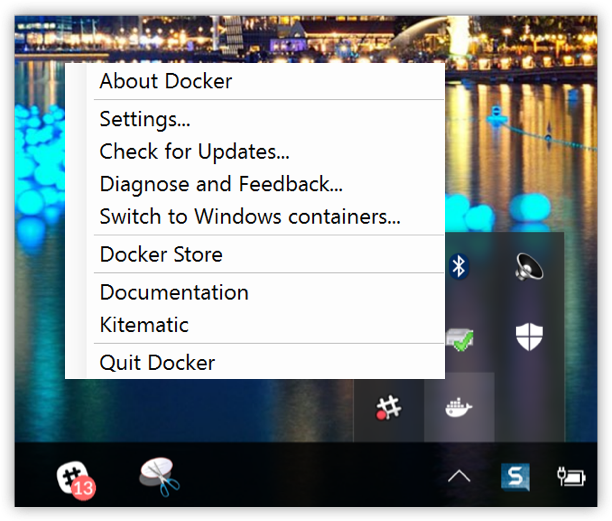 About Docker
Settings...
Check for Updates...
Diagnose and Feedback...
Switch to Windows containers...
Docker Store
Documentation
Kitematic
Quit Docker
13
S